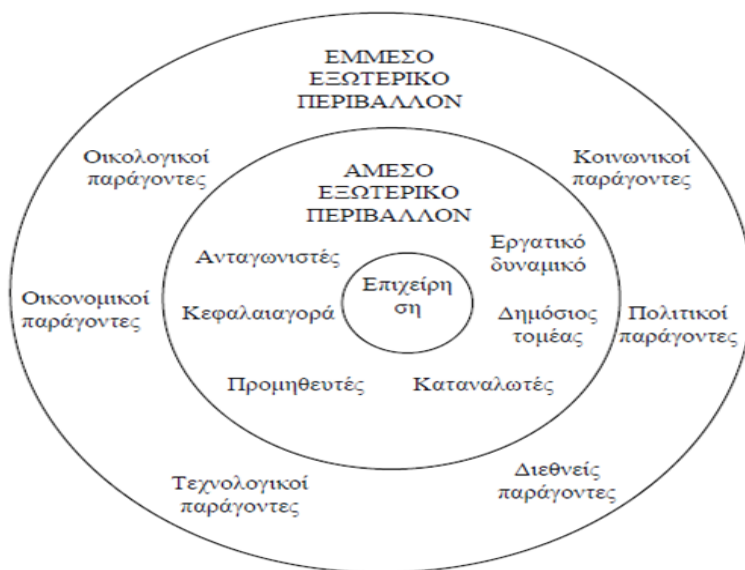 ΕΜΜΕΣΟ
ΕΞΩΤΕΡΙΚΟ
ΠΕΡΙΒΑΛΛΟΝ
Οικολογικοί
παράγοντες
Κοινωνικοί
παράγοντες
ΑΜΕΣΟ
ΕΞΩΤΕΡΙΚΟ
ΠΕΡΙΒΑΛΛΟΝ
Ανταγωνιστές
Εργατικό
δυναμικό
Οικονομικοί
παράγοντες
Κεφαλαιαγορά
Επιχείρη
ση
Δημόσιος
τομέας
Πολιτικοί
παράγοντες
Προμηθευτές
Καταναλωτές
Τεχνολογικοί
παράγοντες
Διεθνείς
παράγοντες